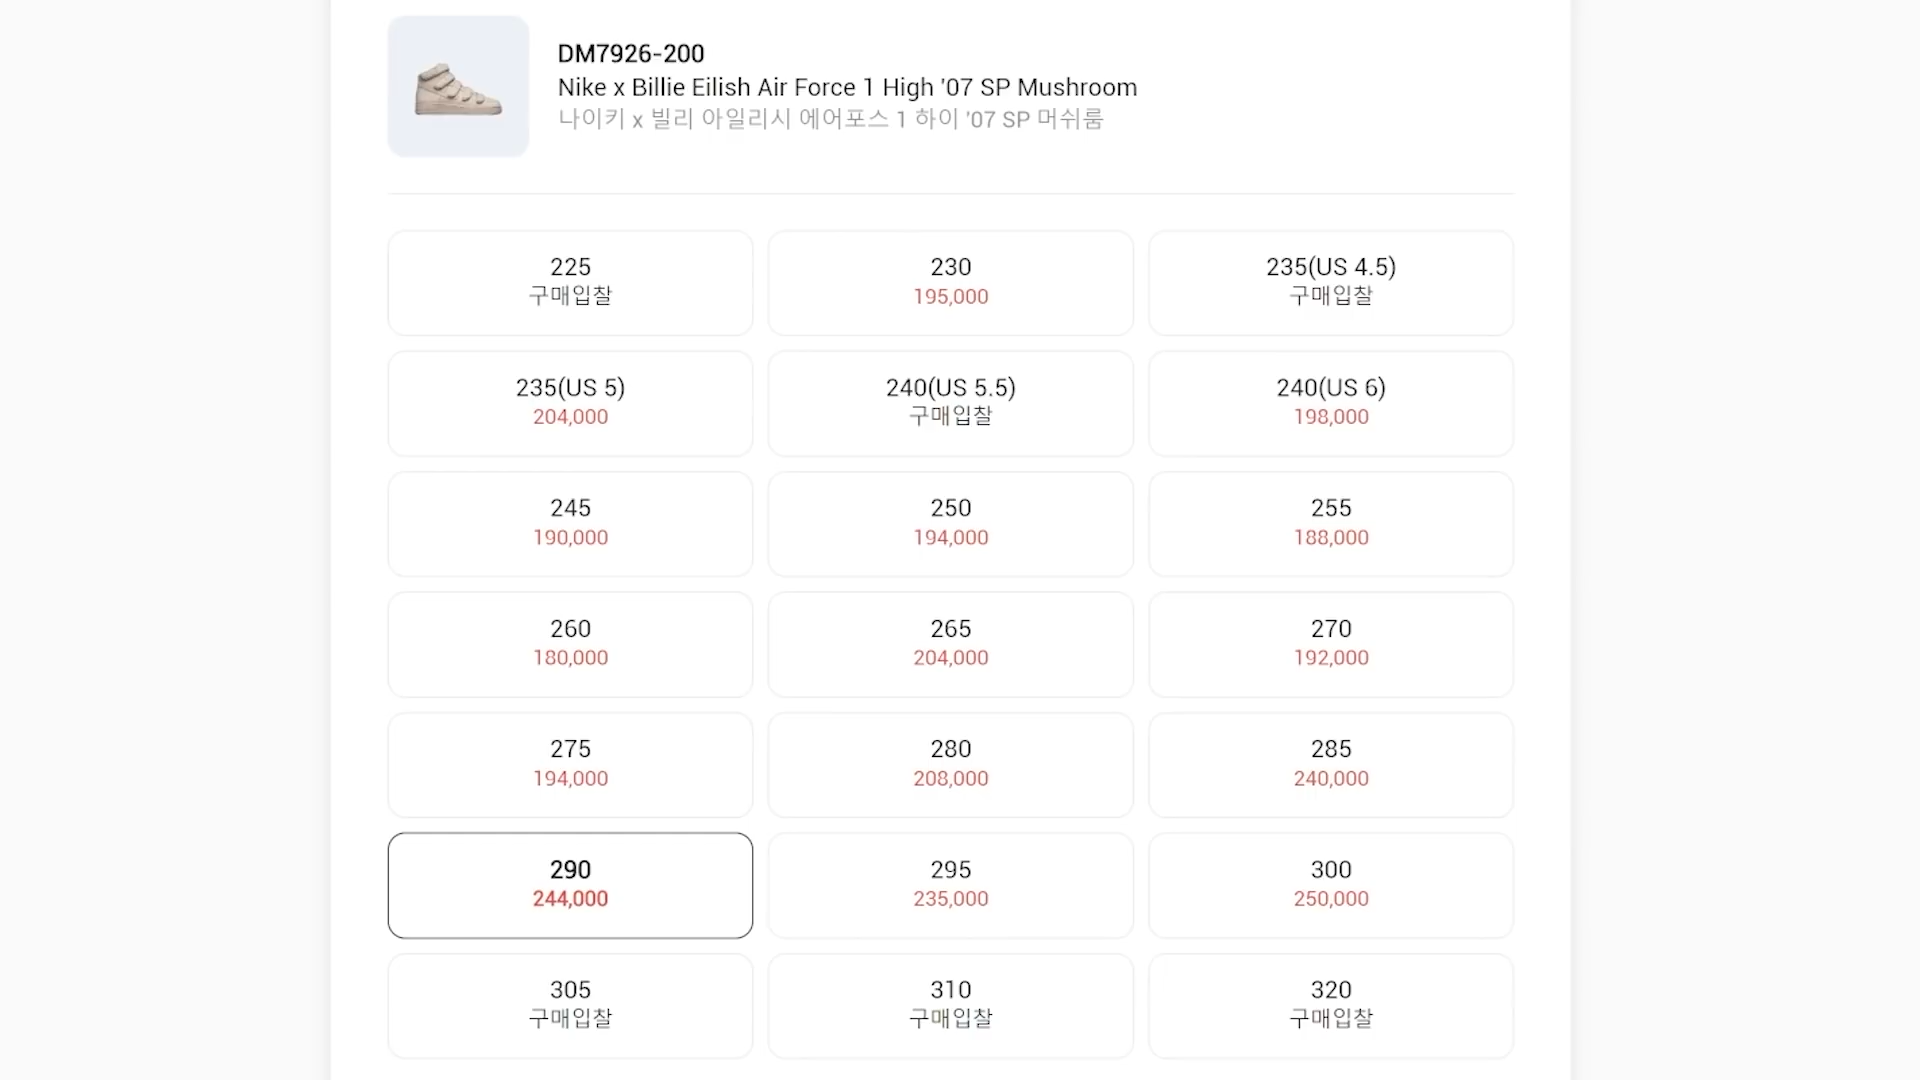 DM7926-200
Nike x Billie Eilish Air Force 1 High '07 SP Mushroom
나이키 x 빌리 아일리시 에어포스 1 하이 '07 SP 머쉬룸
225
구매입찰
230
195,000
235(US 4.5)
구매입찰
235(US 5)
204,000
240(US 5.5)
구매입찰
240(US 6)
198,000
245
190,000
250
194,000
255
188,000
260
180,000
265
204,000
270
192,000
275
194,000
280
208,000
285
240,000
290
244,000
295
235,000
300
250,000
305
구매입찰
310
구매입찰
320
구매입찰